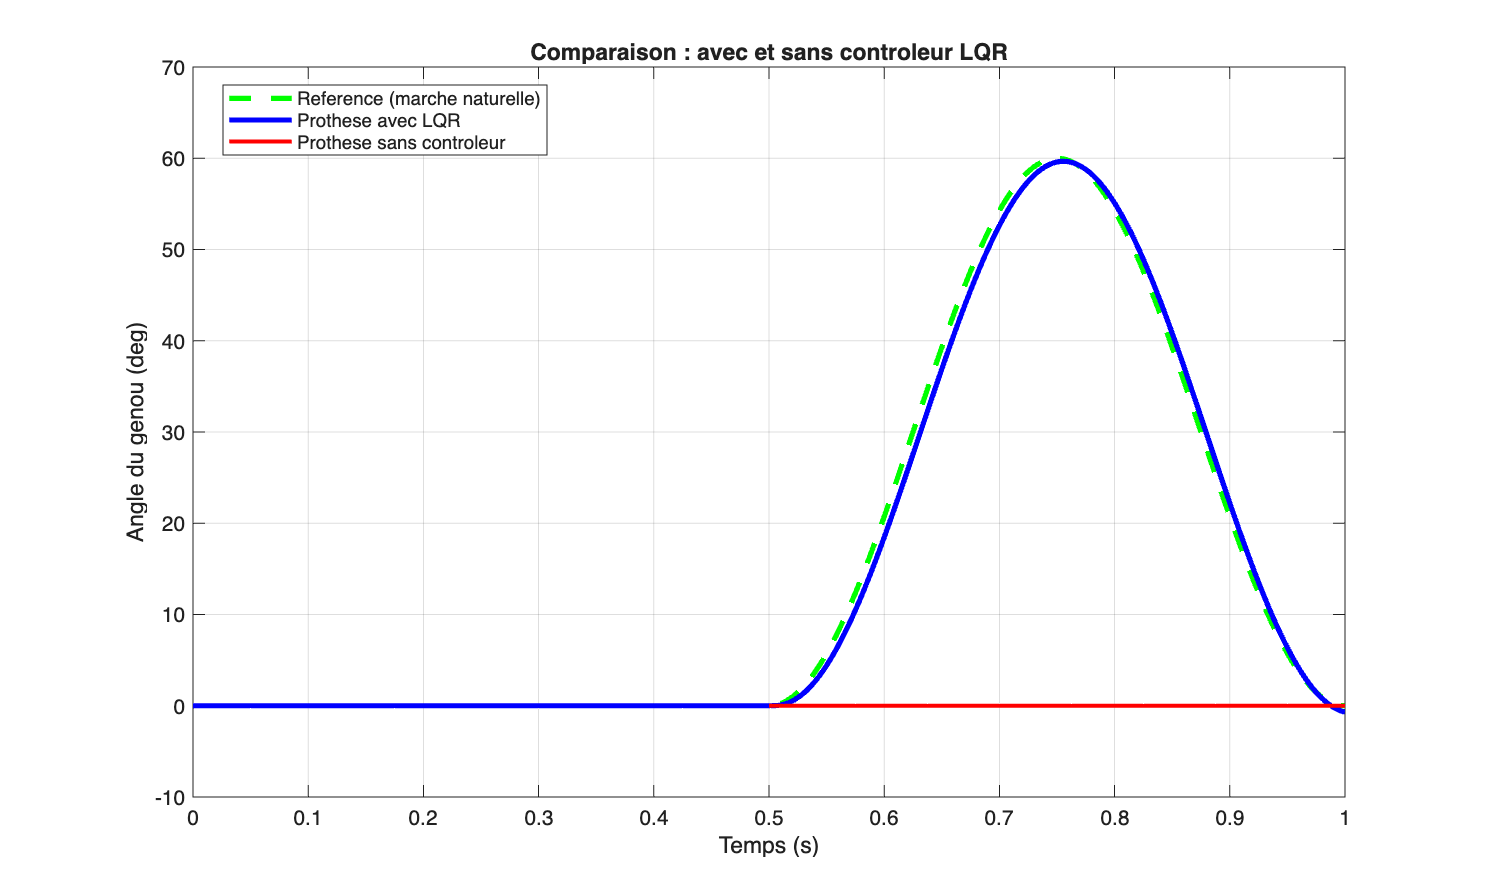 Comparaison : avec et sans controleur LQR
70
Reference (marche naturelle)
Prothese avec LQR
Prothese sans controleur
60
50
40
30
20
10
0
-10
Angle du genou (deg)
0 0.1 0.2 0.3 0.4 0.5 0.6 0.7 0.8 0.9 1
Temps (s)